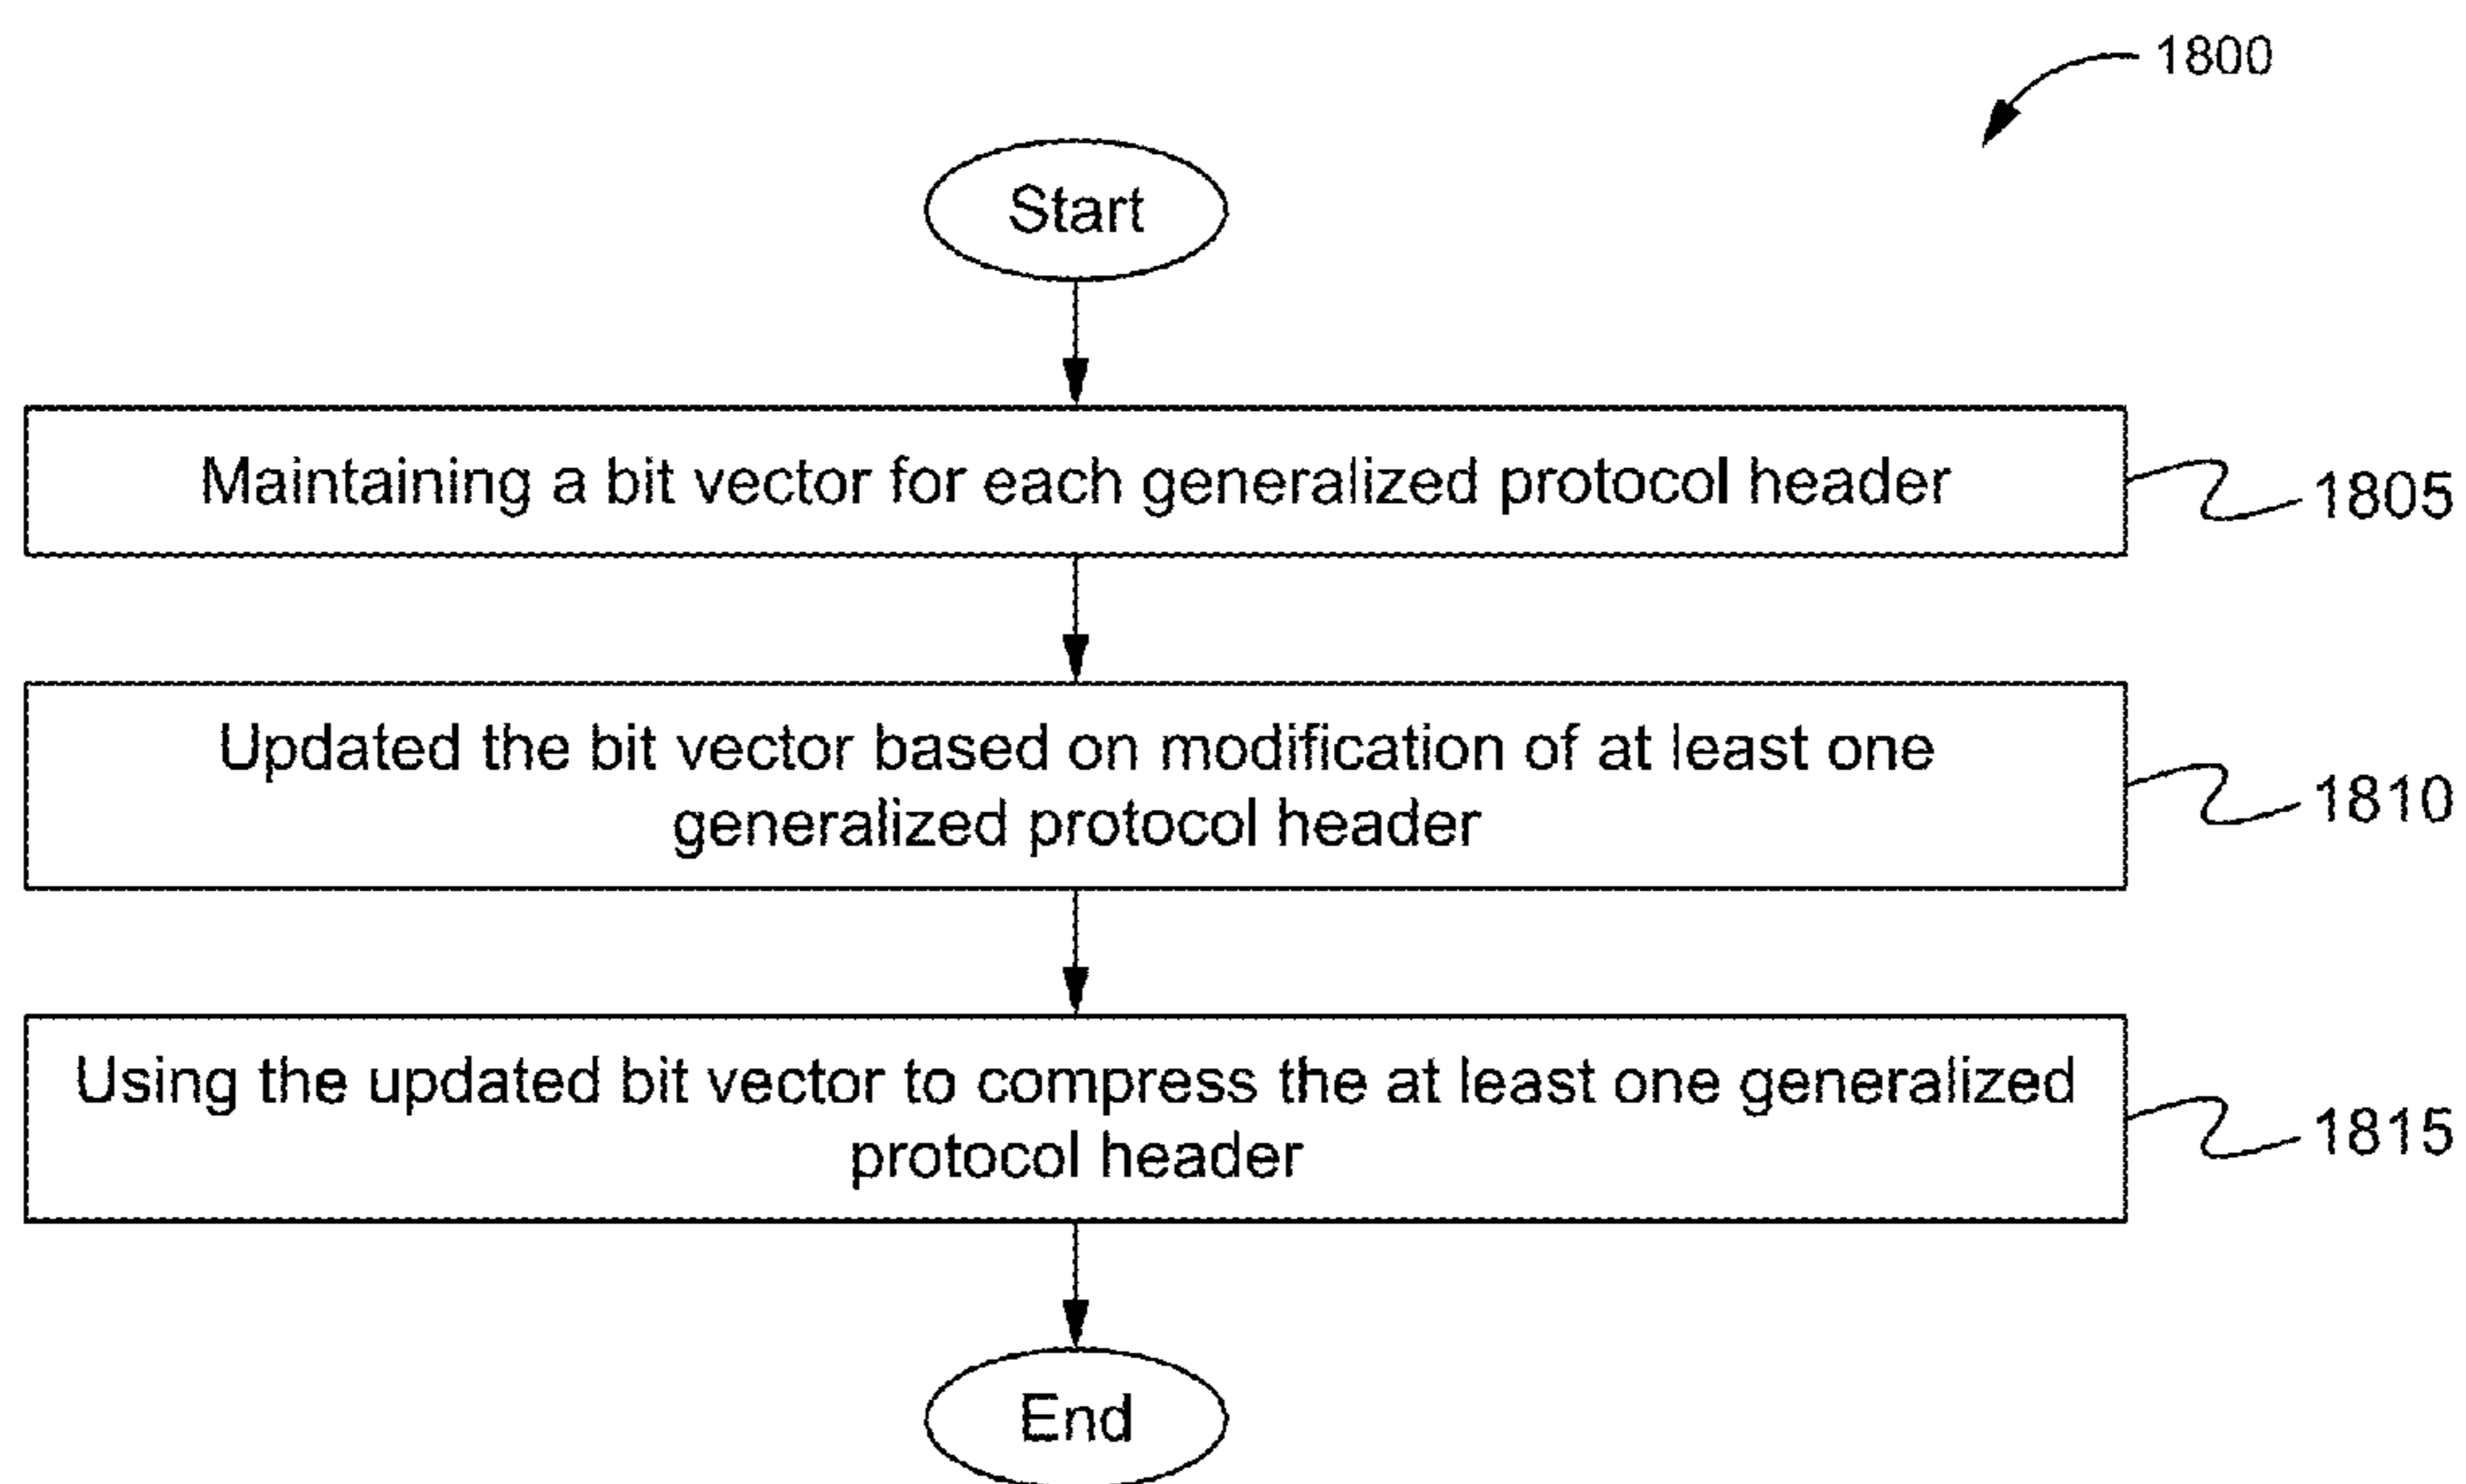 1800
Start
Maintaining a bit vector for each generalized protocol header
1805
Updated the bit vector based on modification of at least one
generalized protocol header
1810
Using the updated bit vector to compress the at least one generalized
protocol header
1815
End